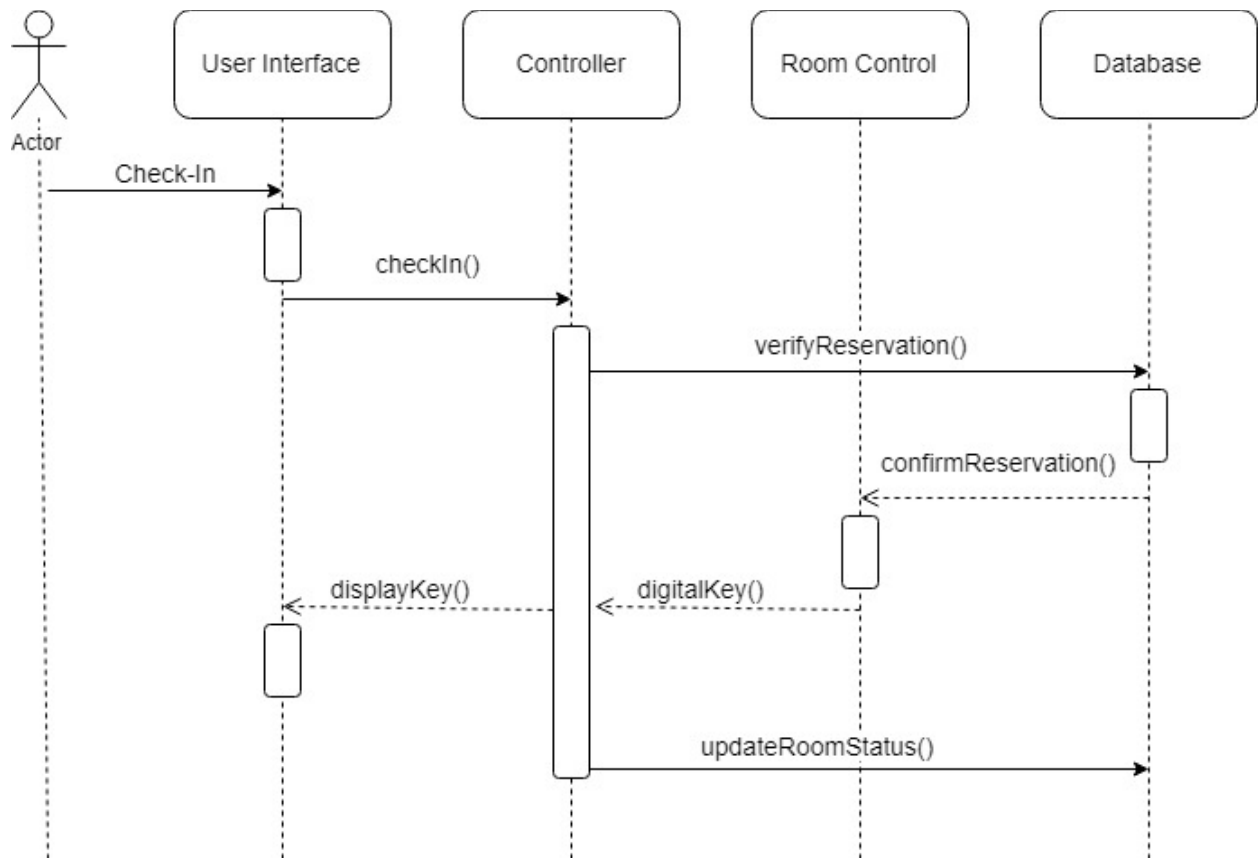 User Interface
Controller
Room Control
Database
Actor
Check-In
checkIn()
verifyReservation()
confirmReservation()
displayKey()
digitalKey()
updateRoomStatus()